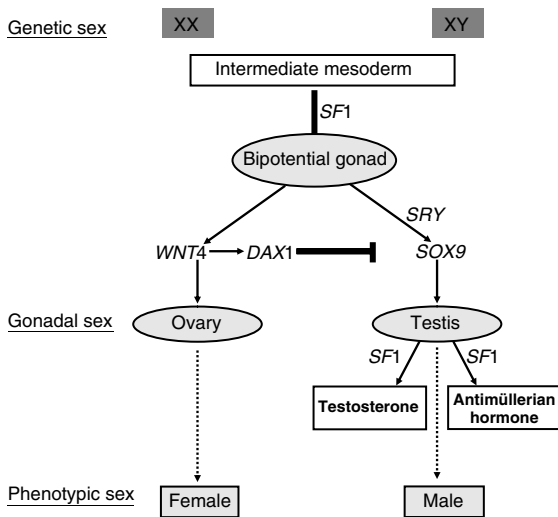 XX
XY
Genetic sex
Intermediate mesoderm
SF1
Bipotential gonad
SRY
WNT4
DAX1
SOX9
Gonadal sex
Ovary
Testis
SF1
SF1
Testosterone
Antimüllerian
hormone
Phenotypic sex
Female
Male